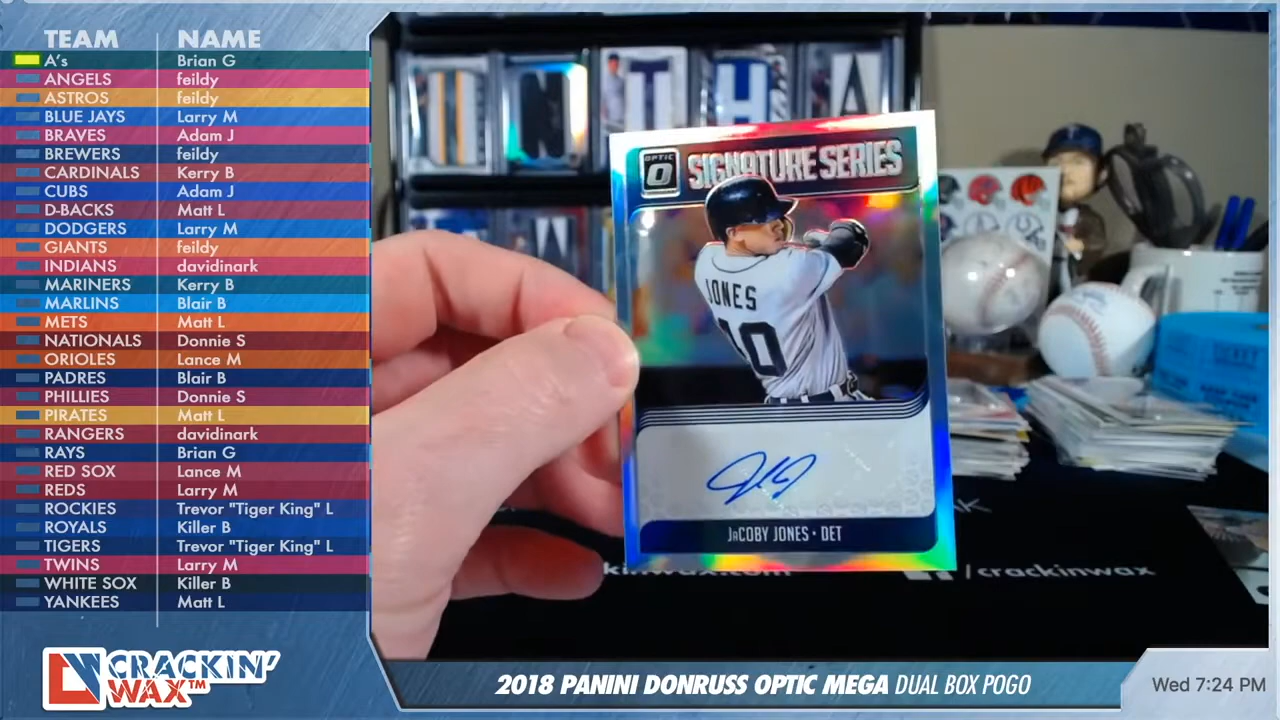 TEAM NAME
A's Brian G
ANGELS feildy
ASTROS feildy
BLUE JAYS Larry M
BRAVES Adam J
BREWERS feildy
CARDINALS Kerry B
CUBS Adam J
D-BACKS Matt L
DODGERS Larry M
GIANTS feildy
INDIANS davidinark
MARINERS Kerry B
MARLINS Blair B
METS Matt L
NATIONALS Donnie S
ORIOLES Lance M
PADRES Blair B
PHILLIES Donnie S
PIRATES Matt L
RANGERS davidinark
RAYS Brian G
RED SOX Lance M
REDS Larry M
ROCKIES Trevor "Tiger King" L
ROYALS Killer B
TIGERS Trevor "Tiger King" L
TWINS Larry M
WHITE SOX Killer B
YANKEES Matt L
CRACKIN'
WAX™
N T H A
OPTIC
SIGNATURE SERIES
JONES
10
JaCOBY JONES • DET
/crackinwax
2018 PANINI DONRUSS OPTIC MEGA DUAL BOX POGO
Wed 7:24 PM